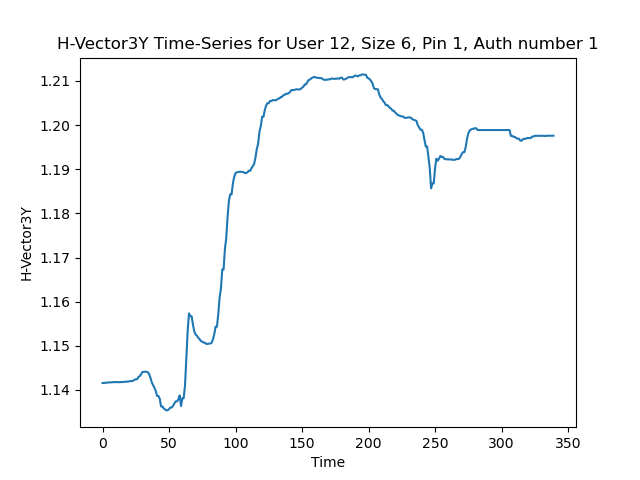 H-Vector3Y Time-Series for User 12, Size 6, Pin 1, Auth number 1
H-Vector3Y
1.21
1.20
1.19
1.18
1.17
1.16
1.15
1.14
0 50 100 150 200 250 300 350
Time